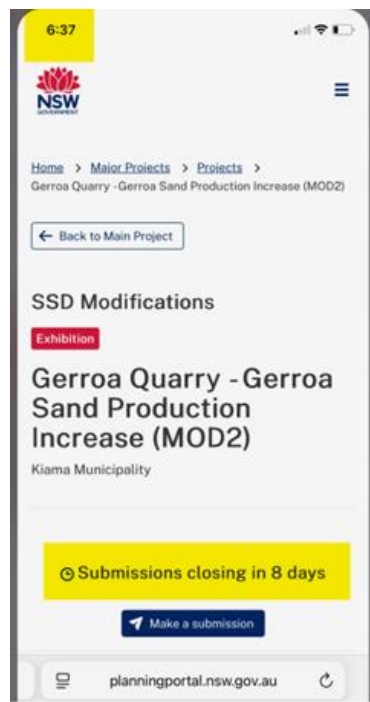 6:37
NSW
GOVERNMENT
Home > Major Projects > Projects >
Gerroa Quarry -Gerroa Sand Production Increase (MOD2)
← Back to Main Project
SSD Modifications
Exhibition
Gerroa Quarry - Gerroa
Sand Production
Increase (MOD2)
Kiama Municipality
Submissions closing in 8 days
Make a submission
planningportal.nsw.gov.au